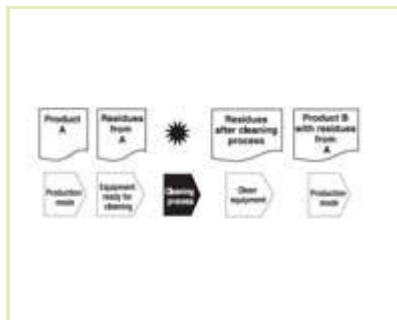 Product
A
Residues
from
A
Residues
after cleaning
process
Product B
with residues
from
A
Production
mode
Equipment
ready for
cleaning
Cleaning
process
Clean
equipment
Production
mode